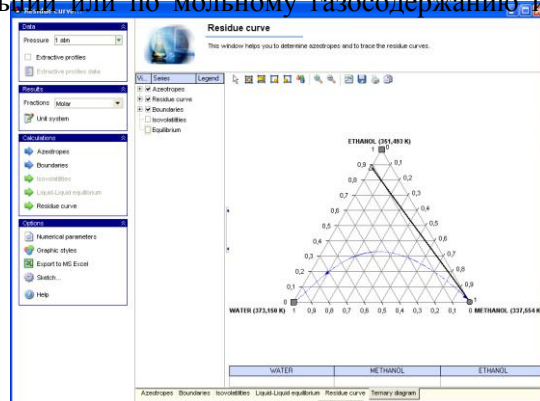 или по мольному газосодержанию
Residue curve
Data
Pressure 1 atm
Extractive profiles
Extractive profiles data
Results
Fractions Molar
Unit system
Calculations
Azeotropes
Boundaries
Isovolatilities
Liquid-Liquid equilibrium
Residue curve
Options
Numerical parameters
Graphic styles
Export to MS Excel
Sketch...
Help
Residue curve
This window helps you to determine azeotropes and to trace the residue curves.
Vi... Series Legend
Azeotropes
Residue curve
Boundaries
Isovolatilities
Equilibrium
ETHANOL (351,493 K)
1 0
0,9 0,1
0,8 0,2
0,7 0,3
0,6 0,4
0,5 0,5
0,4 0,6
0,3 0,7
0,2 0,8
0,1 0,9
0 1
WATER (373,150 K) 1 0,9 0,8 0,7 0,6 0,5 0,4 0,3 0,2 0,1 0 METHANOL (337,554 K)
WATER METHANOL ETHANOL
Azeotropes Boundaries Isovolatilities Liquid-Liquid equilibrium Residue curve Ternary diagram